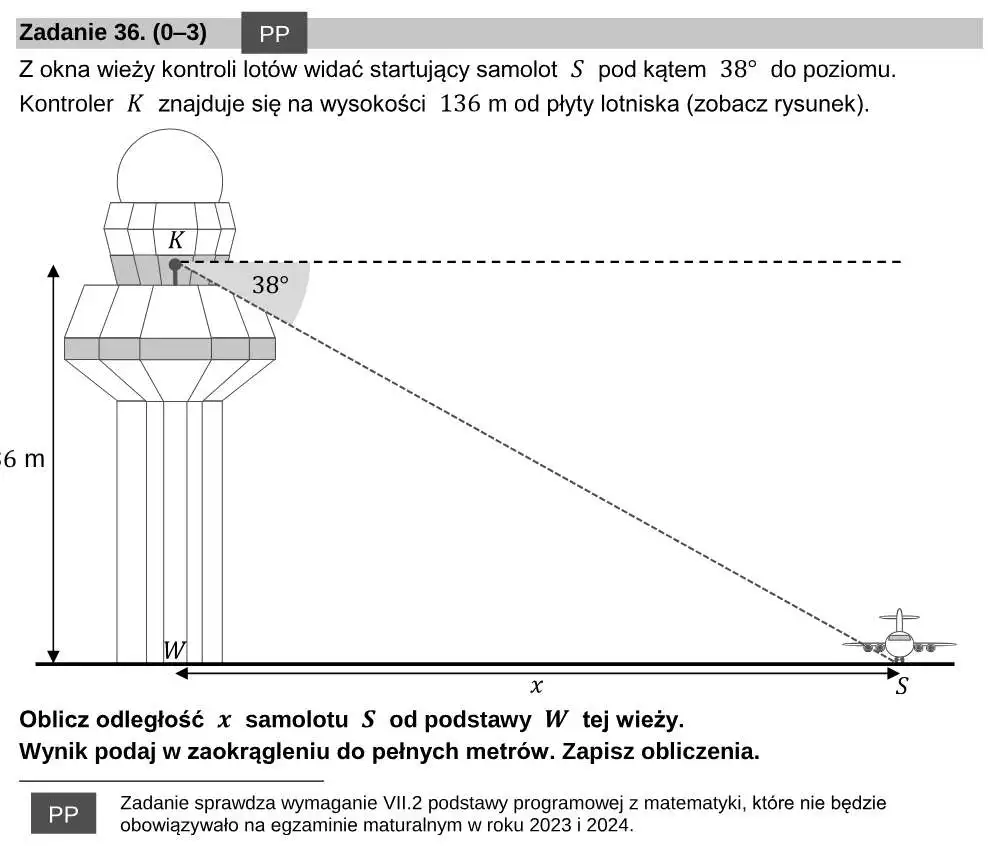 Zadanie 36. (0–3) PP
Z okna wieży kontroli lotów widać startujący samolot S pod kątem 38° do poziomu.
Kontroler K znajduje się na wysokości 136 m od płyty lotniska (zobacz rysunek).
K
38°
6 m
W
x
S
Oblicz odległość x samolotu S od podstawy W tej wieży.
Wynik podaj w zaokrągleniu do pełnych metrów. Zapisz obliczenia.
PP
Zadanie sprawdza wymaganie VII.2 podstawy programowej z matematyki, które nie będzie
obowiązywało na egzaminie maturalnym w roku 2023 i 2024.